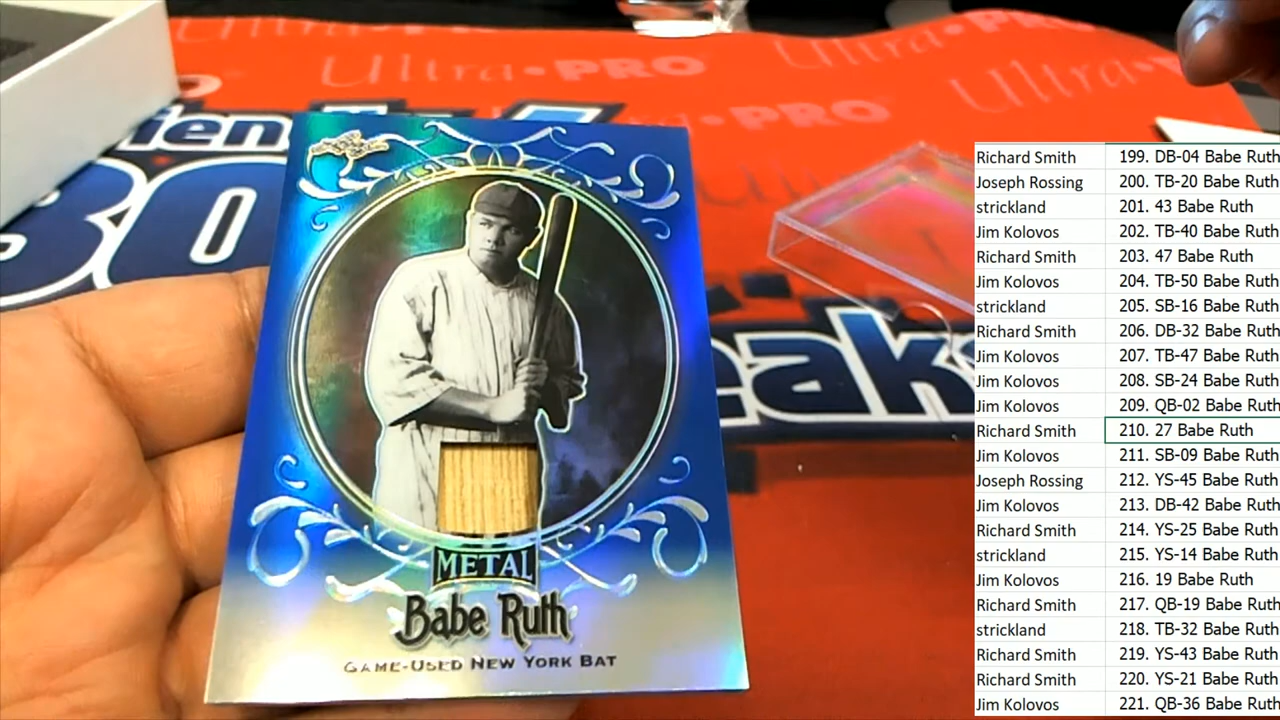 Ultra•PRO
Ultra•PRO
Ultra•PRO
PRO
Ultra•PR
eaks
METAL
Babe Ruth
GAME-USED NEW YORK BAT
Richard Smith 199. DB-04 Babe Ruth
Joseph Rossing 200. TB-20 Babe Ruth
strickland 201. 43 Babe Ruth
Jim Kolovos 202. TB-40 Babe Ruth
Richard Smith 203. 47 Babe Ruth
Jim Kolovos 204. TB-50 Babe Ruth
strickland 205. SB-16 Babe Ruth
Richard Smith 206. DB-32 Babe Ruth
Jim Kolovos 207. TB-47 Babe Ruth
Jim Kolovos 208. SB-24 Babe Ruth
Jim Kolovos 209. QB-02 Babe Ruth
Richard Smith 210. 27 Babe Ruth
Jim Kolovos 211. SB-09 Babe Ruth
Joseph Rossing 212. YS-45 Babe Ruth
Jim Kolovos 213. DB-42 Babe Ruth
Richard Smith 214. YS-25 Babe Ruth
strickland 215. YS-14 Babe Ruth
Jim Kolovos 216. 19 Babe Ruth
Richard Smith 217. QB-19 Babe Ruth
strickland 218. TB-32 Babe Ruth
Richard Smith 219. YS-43 Babe Ruth
Richard Smith 220. YS-21 Babe Ruth
Jim Kolovos 221. QB-36 Babe Ruth